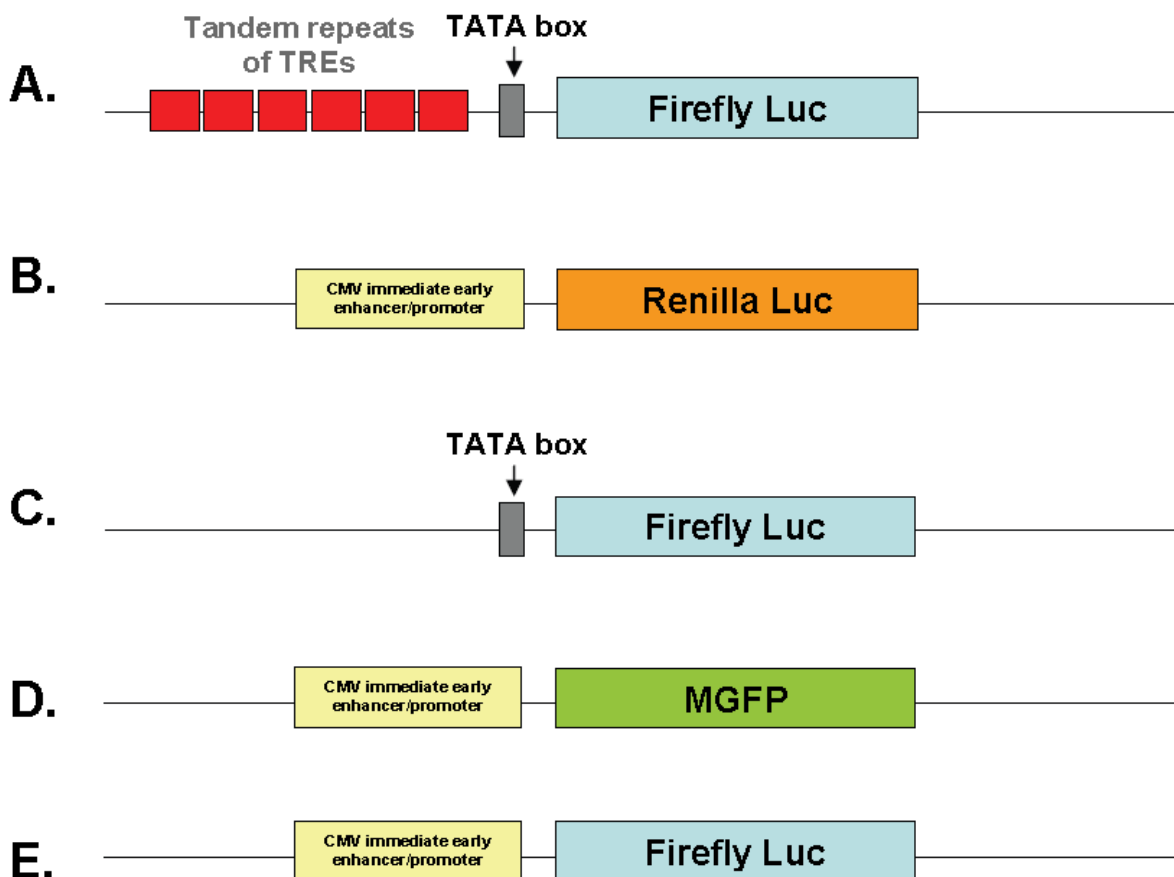 Tandem repeats
of TREs
TATA box
A.
Firefly Luc
B.
CMV immediate early
enhancer/promoter
Renilla Luc
TATA box
C.
Firefly Luc
D.
CMV immediate early
enhancer/promoter
MGFP
E.
CMV immediate early
enhancer/promoter
Firefly Luc